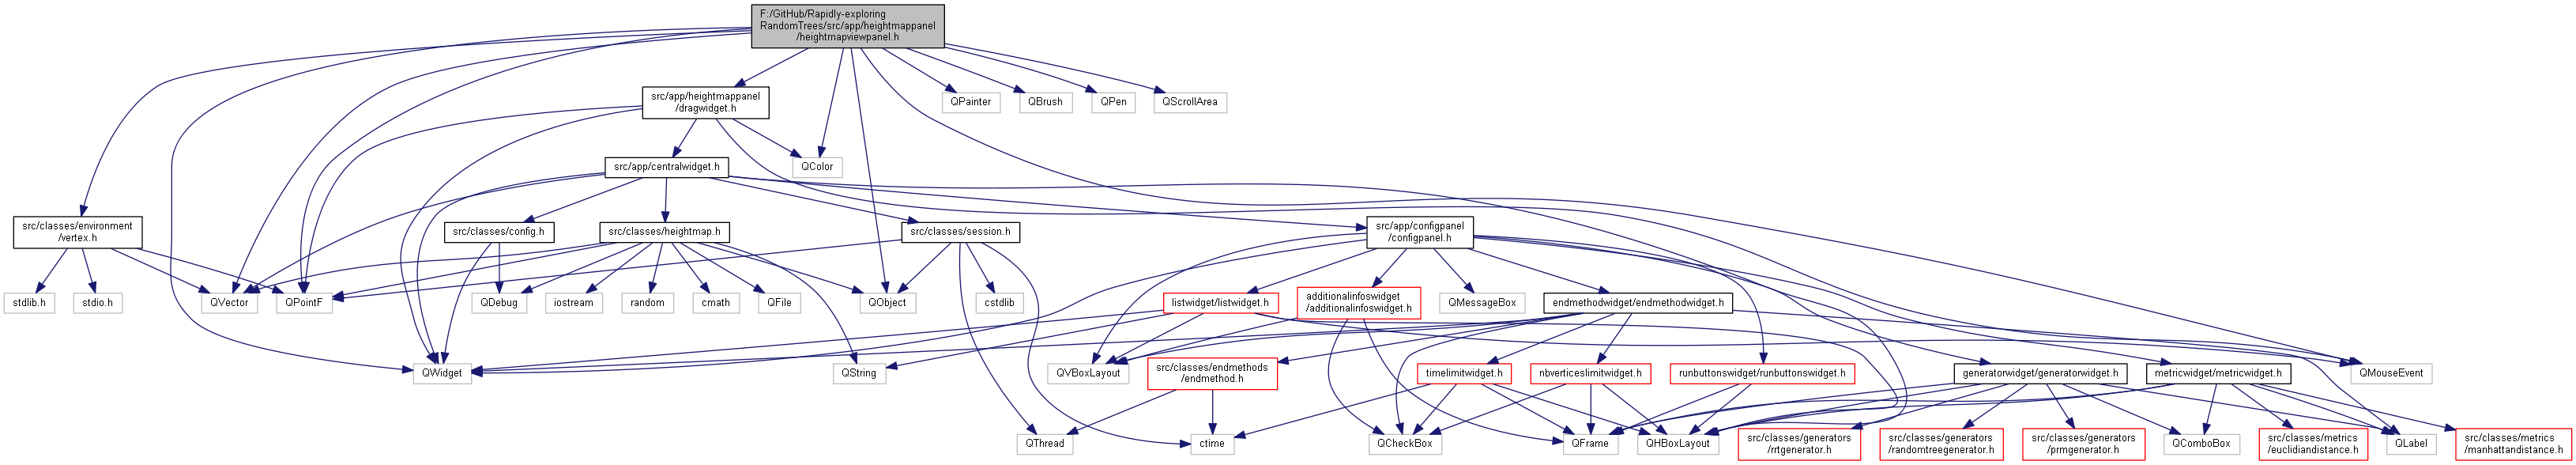 F:/GitHub/Rapidly-exploring
RandomTrees/src/app/heightmappanel
/heightmapviewpanel.h
src/app/heightmappanel
/dragwidget.h
QPainter
QBrush
QPen
QScrollArea
src/app/centralwidget.h
QColor
src/classes/environment
/vertex.h
src/classes/config.h
src/classes/heightmap.h
src/classes/session.h
src/app/configpanel
/configpanel.h
stdlib.h
stdio.h
QVector
QPointF
QDebug
iostream
random
cmath
QFile
QObject
cstdlib
listwidget/listwidget.h
additionalinfoswidget
/additionalinfoswidget.h
QMessageBox
endmethodwidget/endmethodwidget.h
QWidget
QString
QVBoxLayout
src/classes/endmethods
/endmethod.h
timelimitwidget.h
nbverticeslimitwidget.h
runbuttonswidget/runbuttonswidget.h
generatorwidget/generatorwidget.h
metricwidget/metricwidget.h
QMouseEvent
QThread
ctime
QCheckBox
QFrame
QHBoxLayout
src/classes/generators
/rrtgenerator.h
src/classes/generators
/randomtreegenerator.h
src/classes/generators
/prmgenerator.h
QComboBox
src/classes/metrics
/euclidiandistance.h
QLabel
src/classes/metrics
/manhattandistance.h